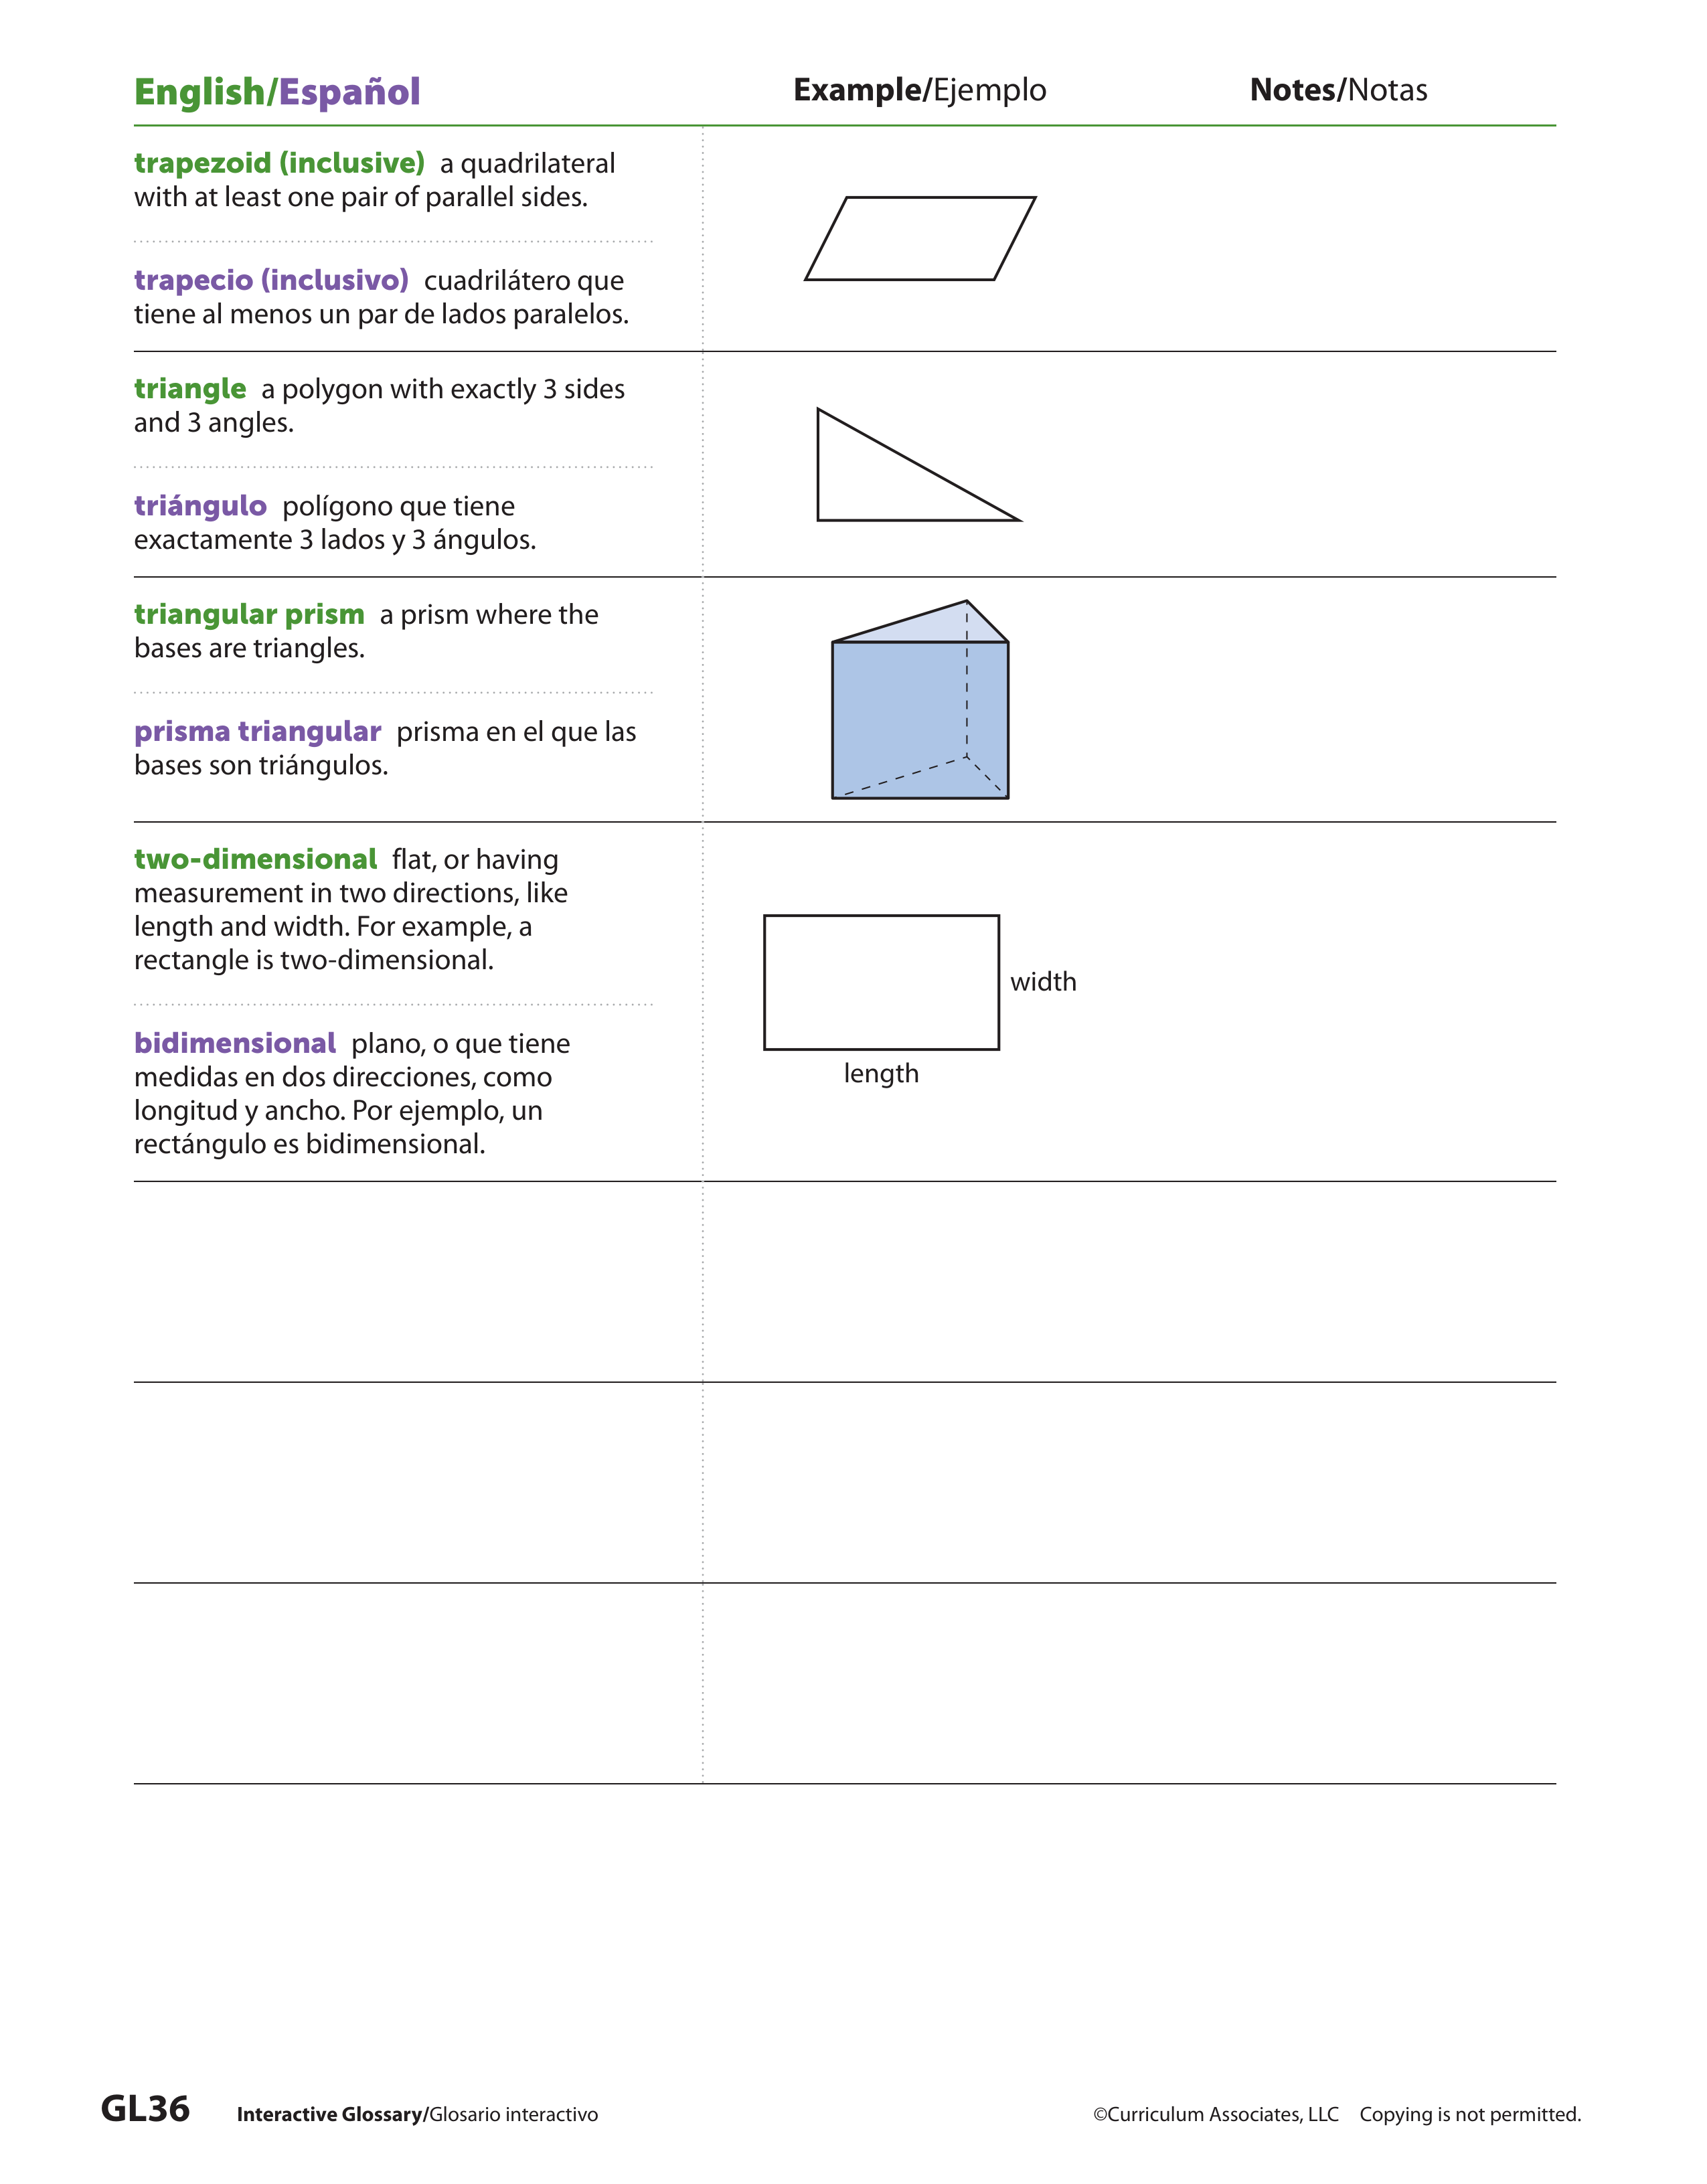 English/Español
Example/Ejemplo
Notes/Notas
trapezoid (inclusive) a quadrilateral
with at least one pair of parallel sides.
trapecio (inclusivo) cuadrilátero que
tiene al menos un par de lados paralelos.
triangle a polygon with exactly 3 sides
and 3 angles.
triángulo polígono que tiene
exactamente 3 lados y 3 ángulos.
triangular prism a prism where the
bases are triangles.
prisma triangular prisma en el que las
bases son triángulos.
two-dimensional flat, or having
measurement in two directions, like
length and width. For example, a
rectangle is two-dimensional.
bidimensional plano, o que tiene
medidas en dos direcciones, como
longitud y ancho. Por ejemplo, un
rectángulo es bidimensional.
width
length
GL36
Interactive Glossary/Glosario interactivo
©Curriculum Associates, LLC Copying is not permitted.